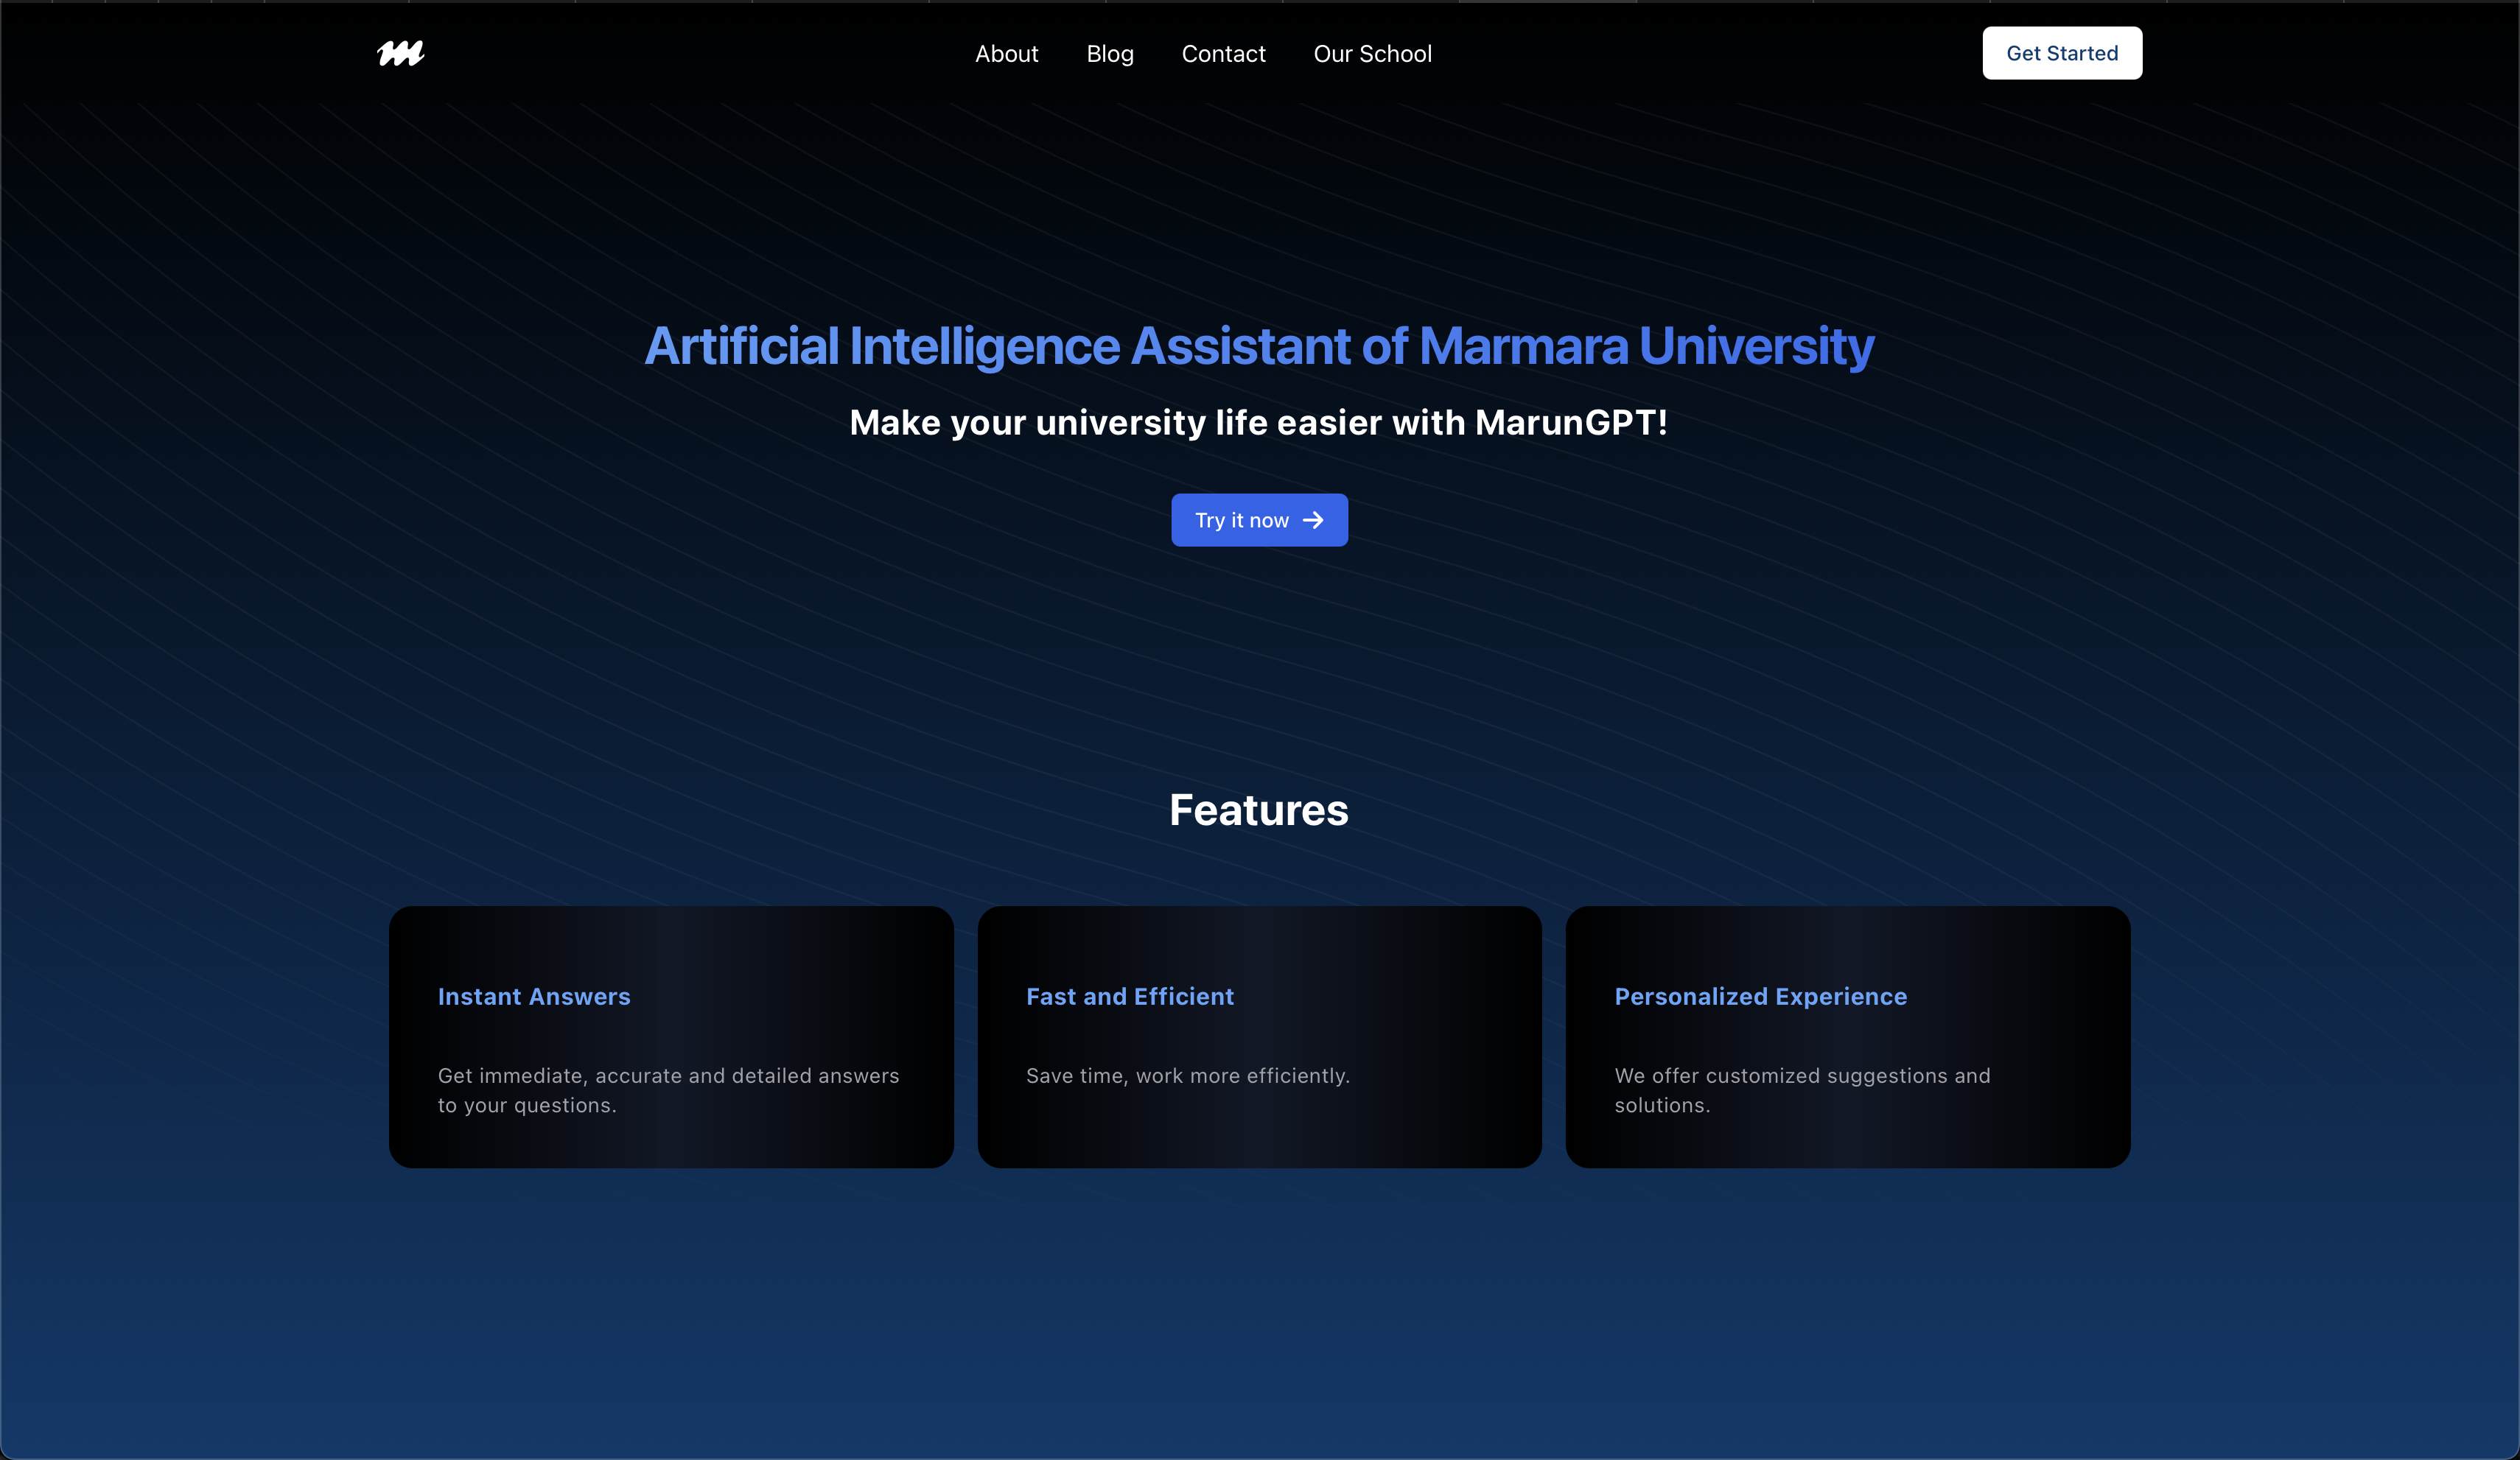 m
About
Blog
Contact
Our School
Get Started
Artificial Intelligence Assistant of Marmara University
Make your university life easier with MarunGPT!
Try it now
Features
Instant Answers
Get immediate, accurate and detailed answers
to your questions.
Fast and Efficient
Save time, work more efficiently.
Personalized Experience
We offer customized suggestions and
solutions.